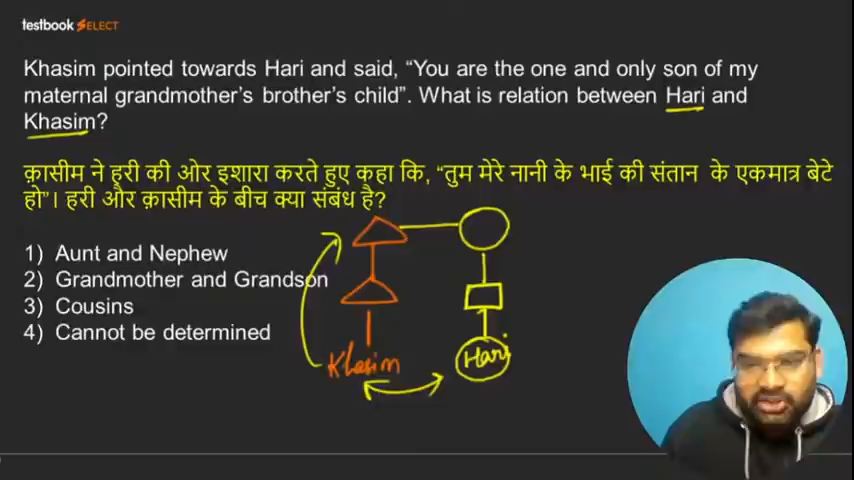 testbook SELECT
Khasim pointed towards Hari and said, “You are the one and only son of my
maternal grandmother’s brother’s child”. What is relation between Hari and
Khasim?
क़ासीम ने हरी की ओर इशारा करते हुए कहा कि, “तुम मेरे नानी के भाई की संतान के एकमात्र बेटे
हो”। हरी और क़ासीम के बीच क्या संबंध है?
1) Aunt and Nephew
2) Grandmother and Grandson
3) Cousins
4) Cannot be determined
Khasim Hari